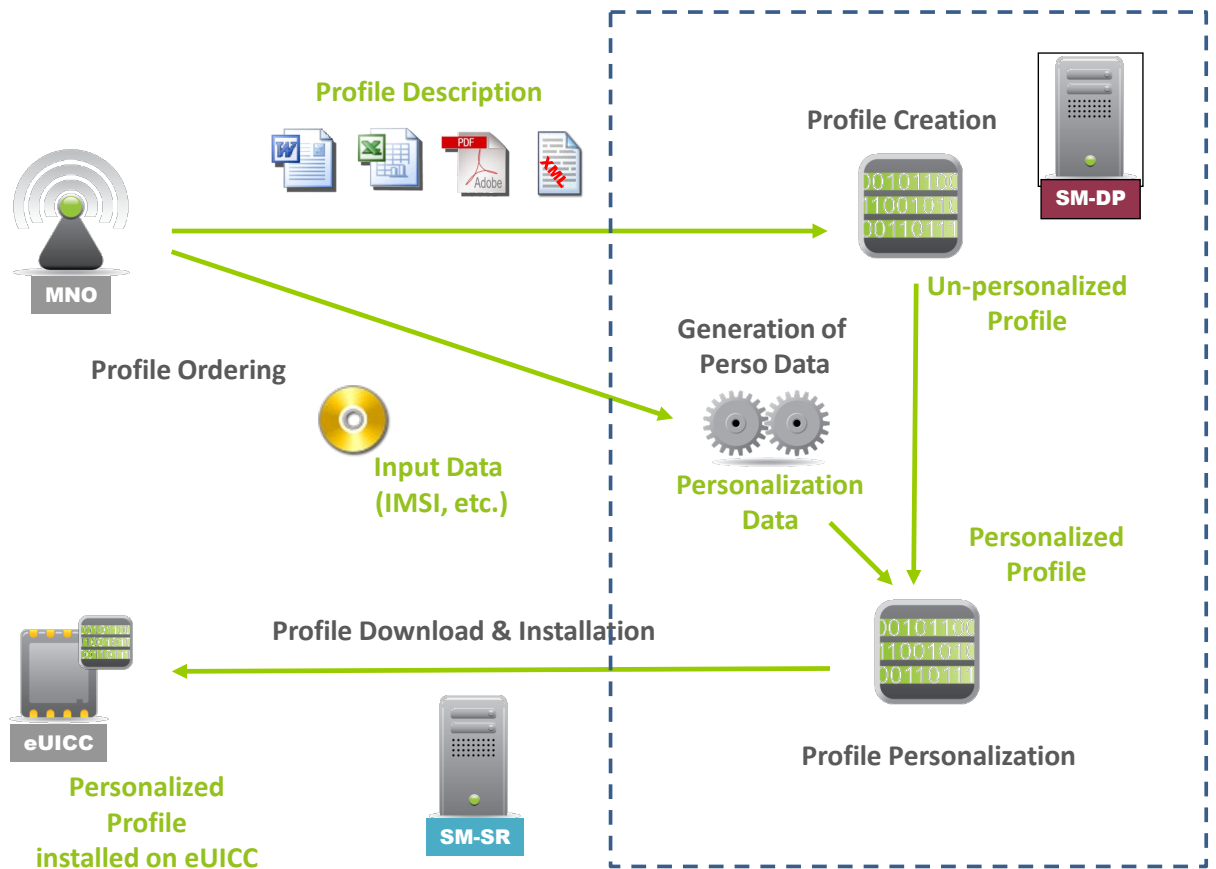 Profile Description
W
X
PDF
Adobe
XML
Profile Creation
00101100
11001010
00110111
SM-DP
MNO
Un-personalized
Profile
Generation of
Perso Data
Profile Ordering
Input Data
(IMSI, etc.)
Personalization
Data
Personalized
Profile
Profile Download & Installation
00101100
11001010
00110111
eUICC
SM-SR
Profile Personalization
Personalized
Profile
installed on eUICC